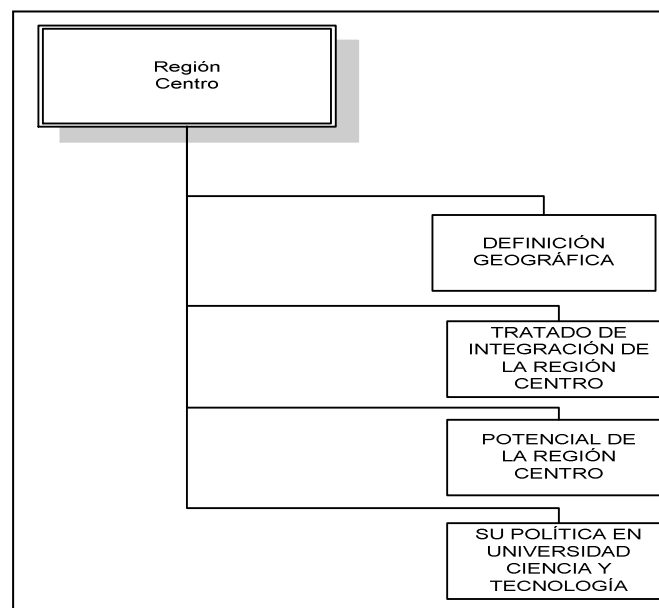 Región
Centro
DEFINICIÓN
GEOGRÁFICA
TRATADO DE
INTEGRACIÓN DE
LA REGIÓN
CENTRO
POTENCIAL DE
LA REGIÓN
CENTRO
SU POLÍTICA EN
UNIVERSIDAD
CIENCIA Y
TECNOLOGÍA